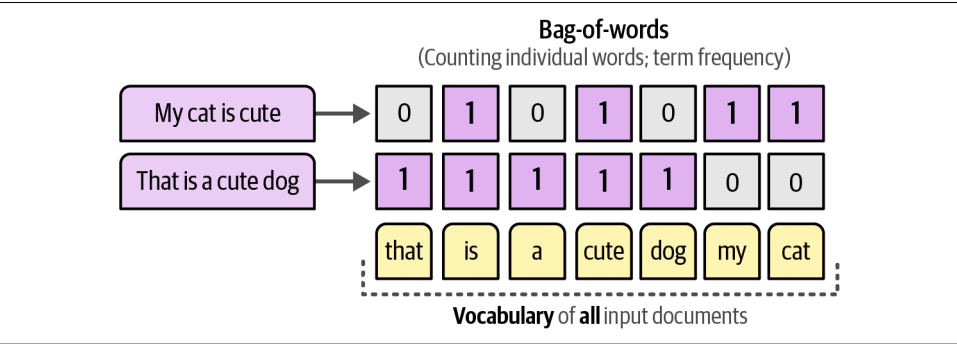 Bag-of-words
(Counting individual words; term frequency)
My cat is cute 0 1 0 1 0 1 1
That is a cute dog 1 1 1 1 1 0 0
that is a cute dog my cat
Vocabulary of all input documents